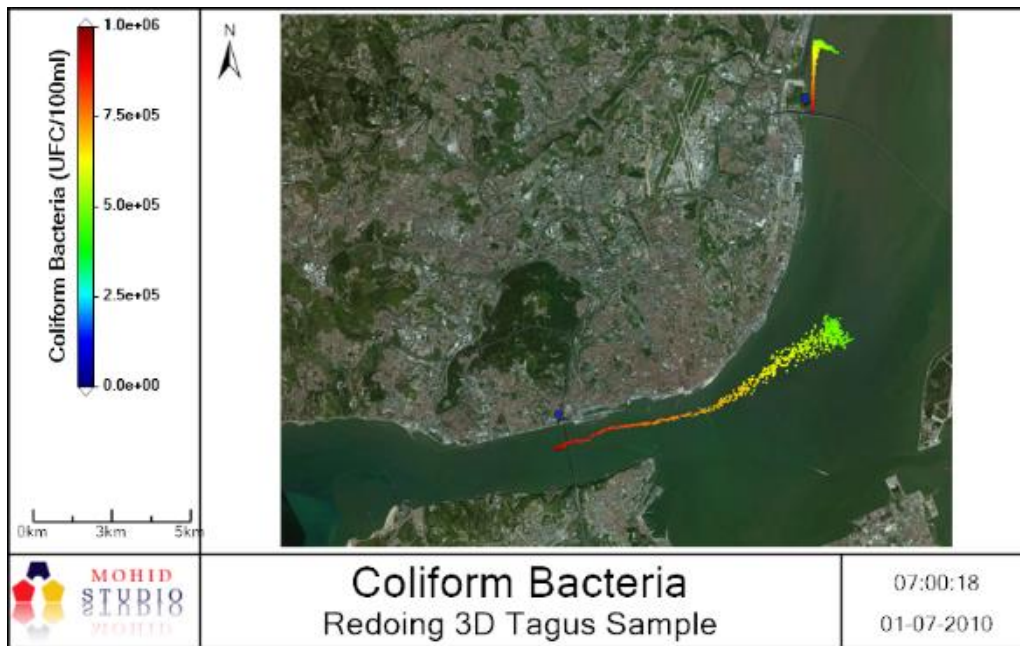 Coliform Bacteria (UFC/100ml)
1.0e+06
7.5e+05
5.0e+05
2.5e+05
0.0e+00
N
0km 3km 5km
MOHID
STUDIO
Coliform Bacteria
Redoing 3D Tagus Sample
07:00:18
01-07-2010